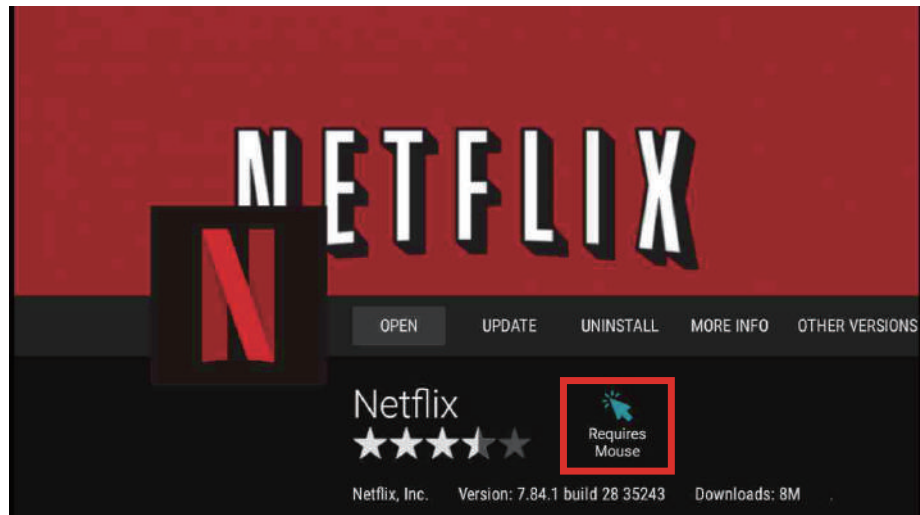 NETFLIX
N
OPEN UPDATE UNINSTALL MORE INFO OTHER VERSIONS
Netflix
Requires
Mouse
Netflix, Inc. Version: 7.84.1 build 28 35243 Downloads: 8M